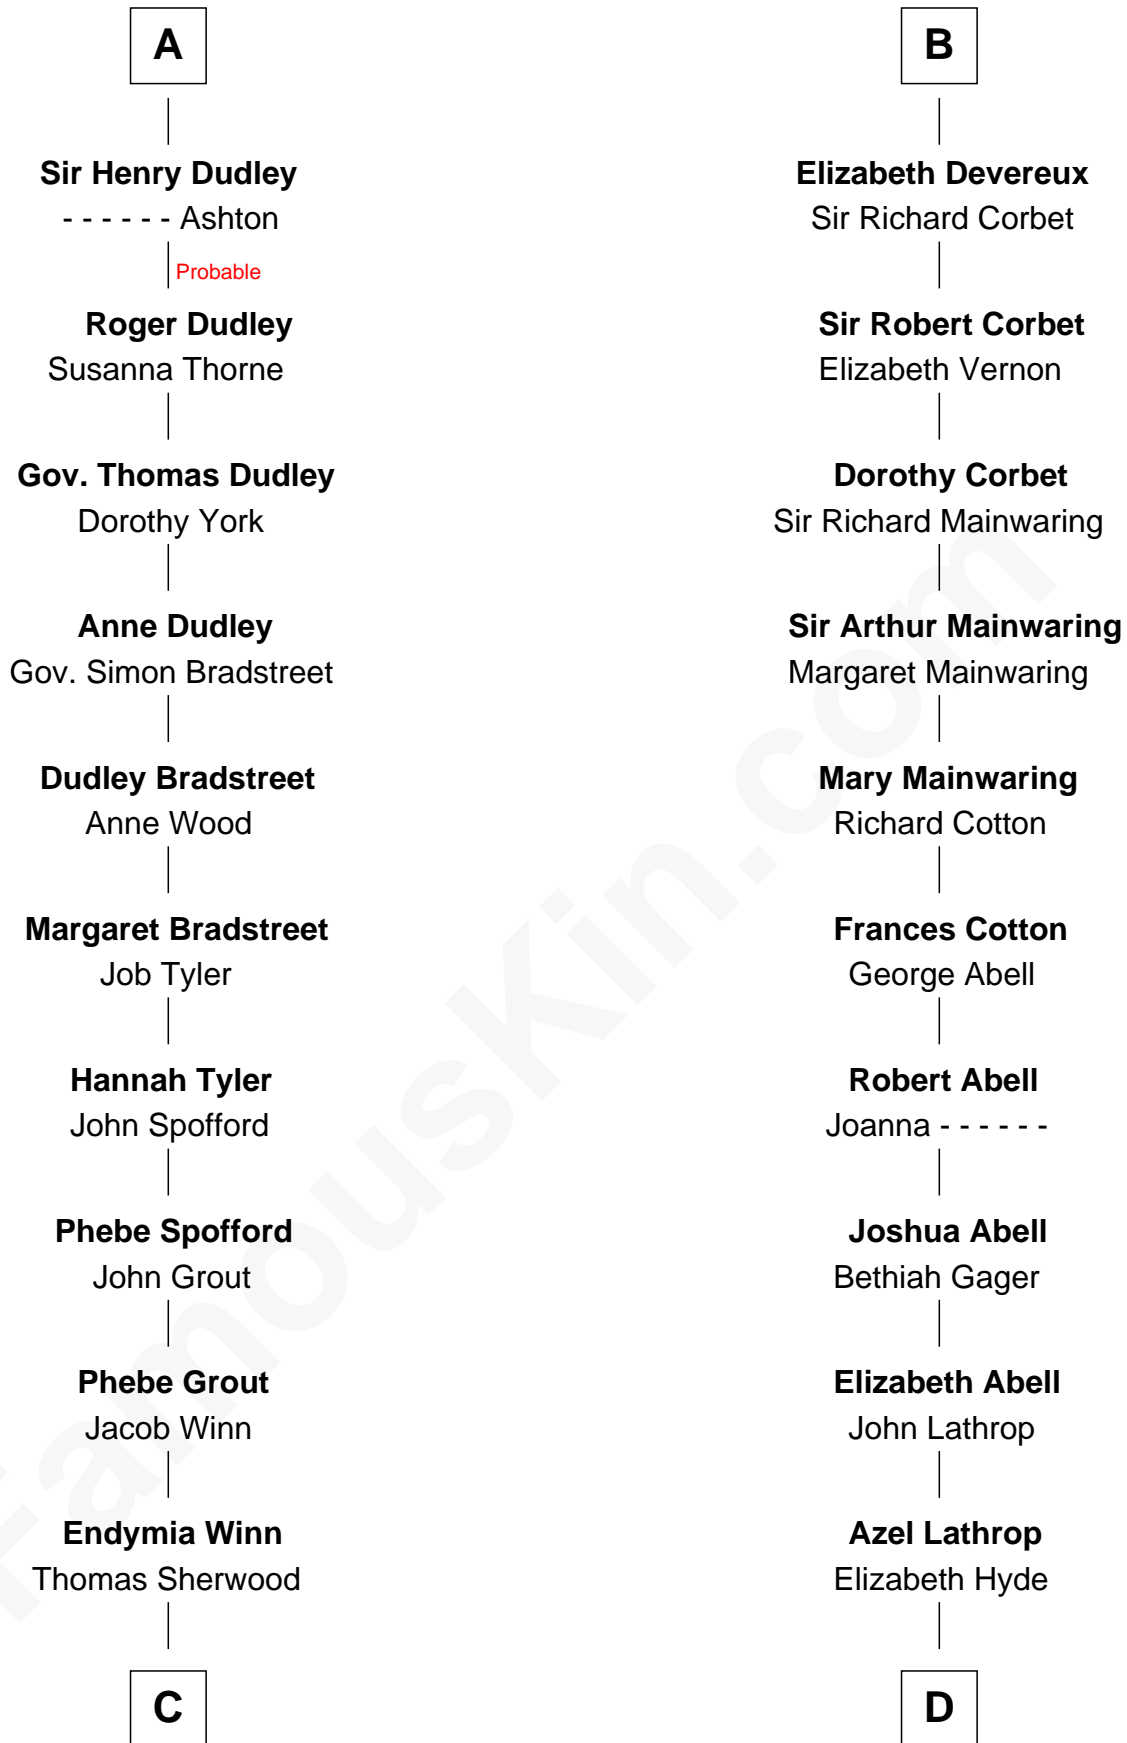 A
Sir Henry Dudley
- - - - - - Ashton
Probable
Roger Dudley
Susanna Thorne
Gov. Thomas Dudley
Dorothy York
Anne Dudley
Gov. Simon Bradstreet
Dudley Bradstreet
Anne Wood
Margaret Bradstreet
Job Tyler
Hannah Tyler
John Spofford
Phebe Spofford
John Grout
Phebe Grout
Jacob Winn
Endymia Winn
Thomas Sherwood
C
B
Elizabeth Devereux
Sir Richard Corbet
Sir Robert Corbet
Elizabeth Vernon
Dorothy Corbet
Sir Richard Mainwaring
Sir Arthur Mainwaring
Margaret Mainwaring
Mary Mainwaring
Richard Cotton
Frances Cotton
George Abell
Robert Abell
Joanna - - - - - -
Joshua Abell
Bethiah Gager
Elizabeth Abell
John Lathrop
Azel Lathrop
Elizabeth Hyde
D
FamousKin.com